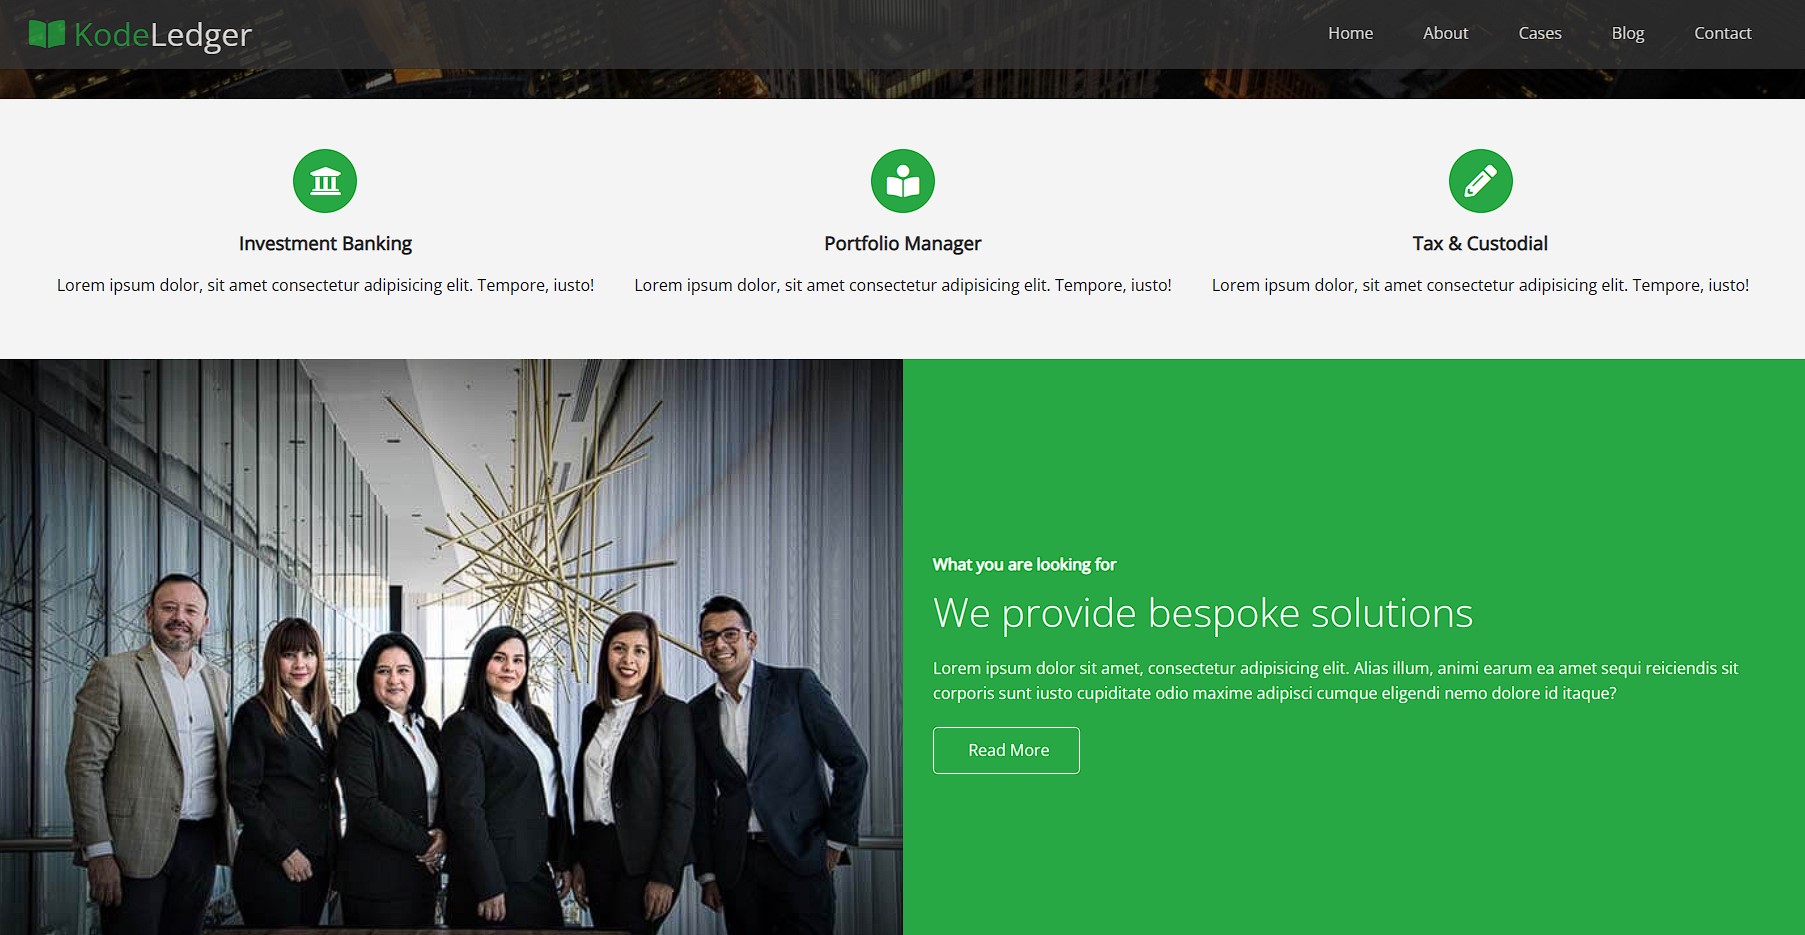 KodeLedger
Home About Cases Blog Contact
Investment Banking
Lorem ipsum dolor, sit amet consectetur adipisicing elit. Tempore, iusto!
Portfolio Manager
Lorem ipsum dolor, sit amet consectetur adipisicing elit. Tempore, iusto!
Tax & Custodial
Lorem ipsum dolor, sit amet consectetur adipisicing elit. Tempore, iusto!
What you are looking for
We provide bespoke solutions
Lorem ipsum dolor sit amet, consectetur adipisicing elit. Alias illum, animi earum ea amet sequi reiciendis sit
corporis sunt iusto cupiditate odio maxime adipisci cumque eligendi nemo dolore id itaque?
Read More